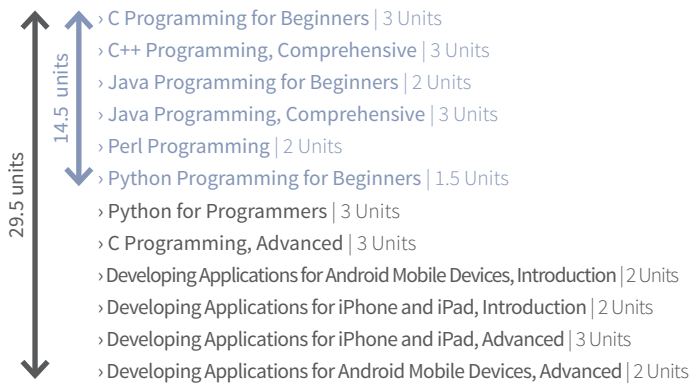 29.5 units
14.5 units
› C Programming for Beginners | 3 Units
› C++ Programming, Comprehensive | 3 Units
› Java Programming for Beginners | 2 Units
› Java Programming, Comprehensive | 3 Units
› Perl Programming | 2 Units
› Python Programming for Beginners | 1.5 Units
› Python for Programmers | 3 Units
› C Programming, Advanced | 3 Units
› Developing Applications for Android Mobile Devices, Introduction | 2 Units
› Developing Applications for iPhone and iPad, Introduction | 2 Units
› Developing Applications for iPhone and iPad, Advanced | 3 Units
› Developing Applications for Android Mobile Devices, Advanced | 2 Units